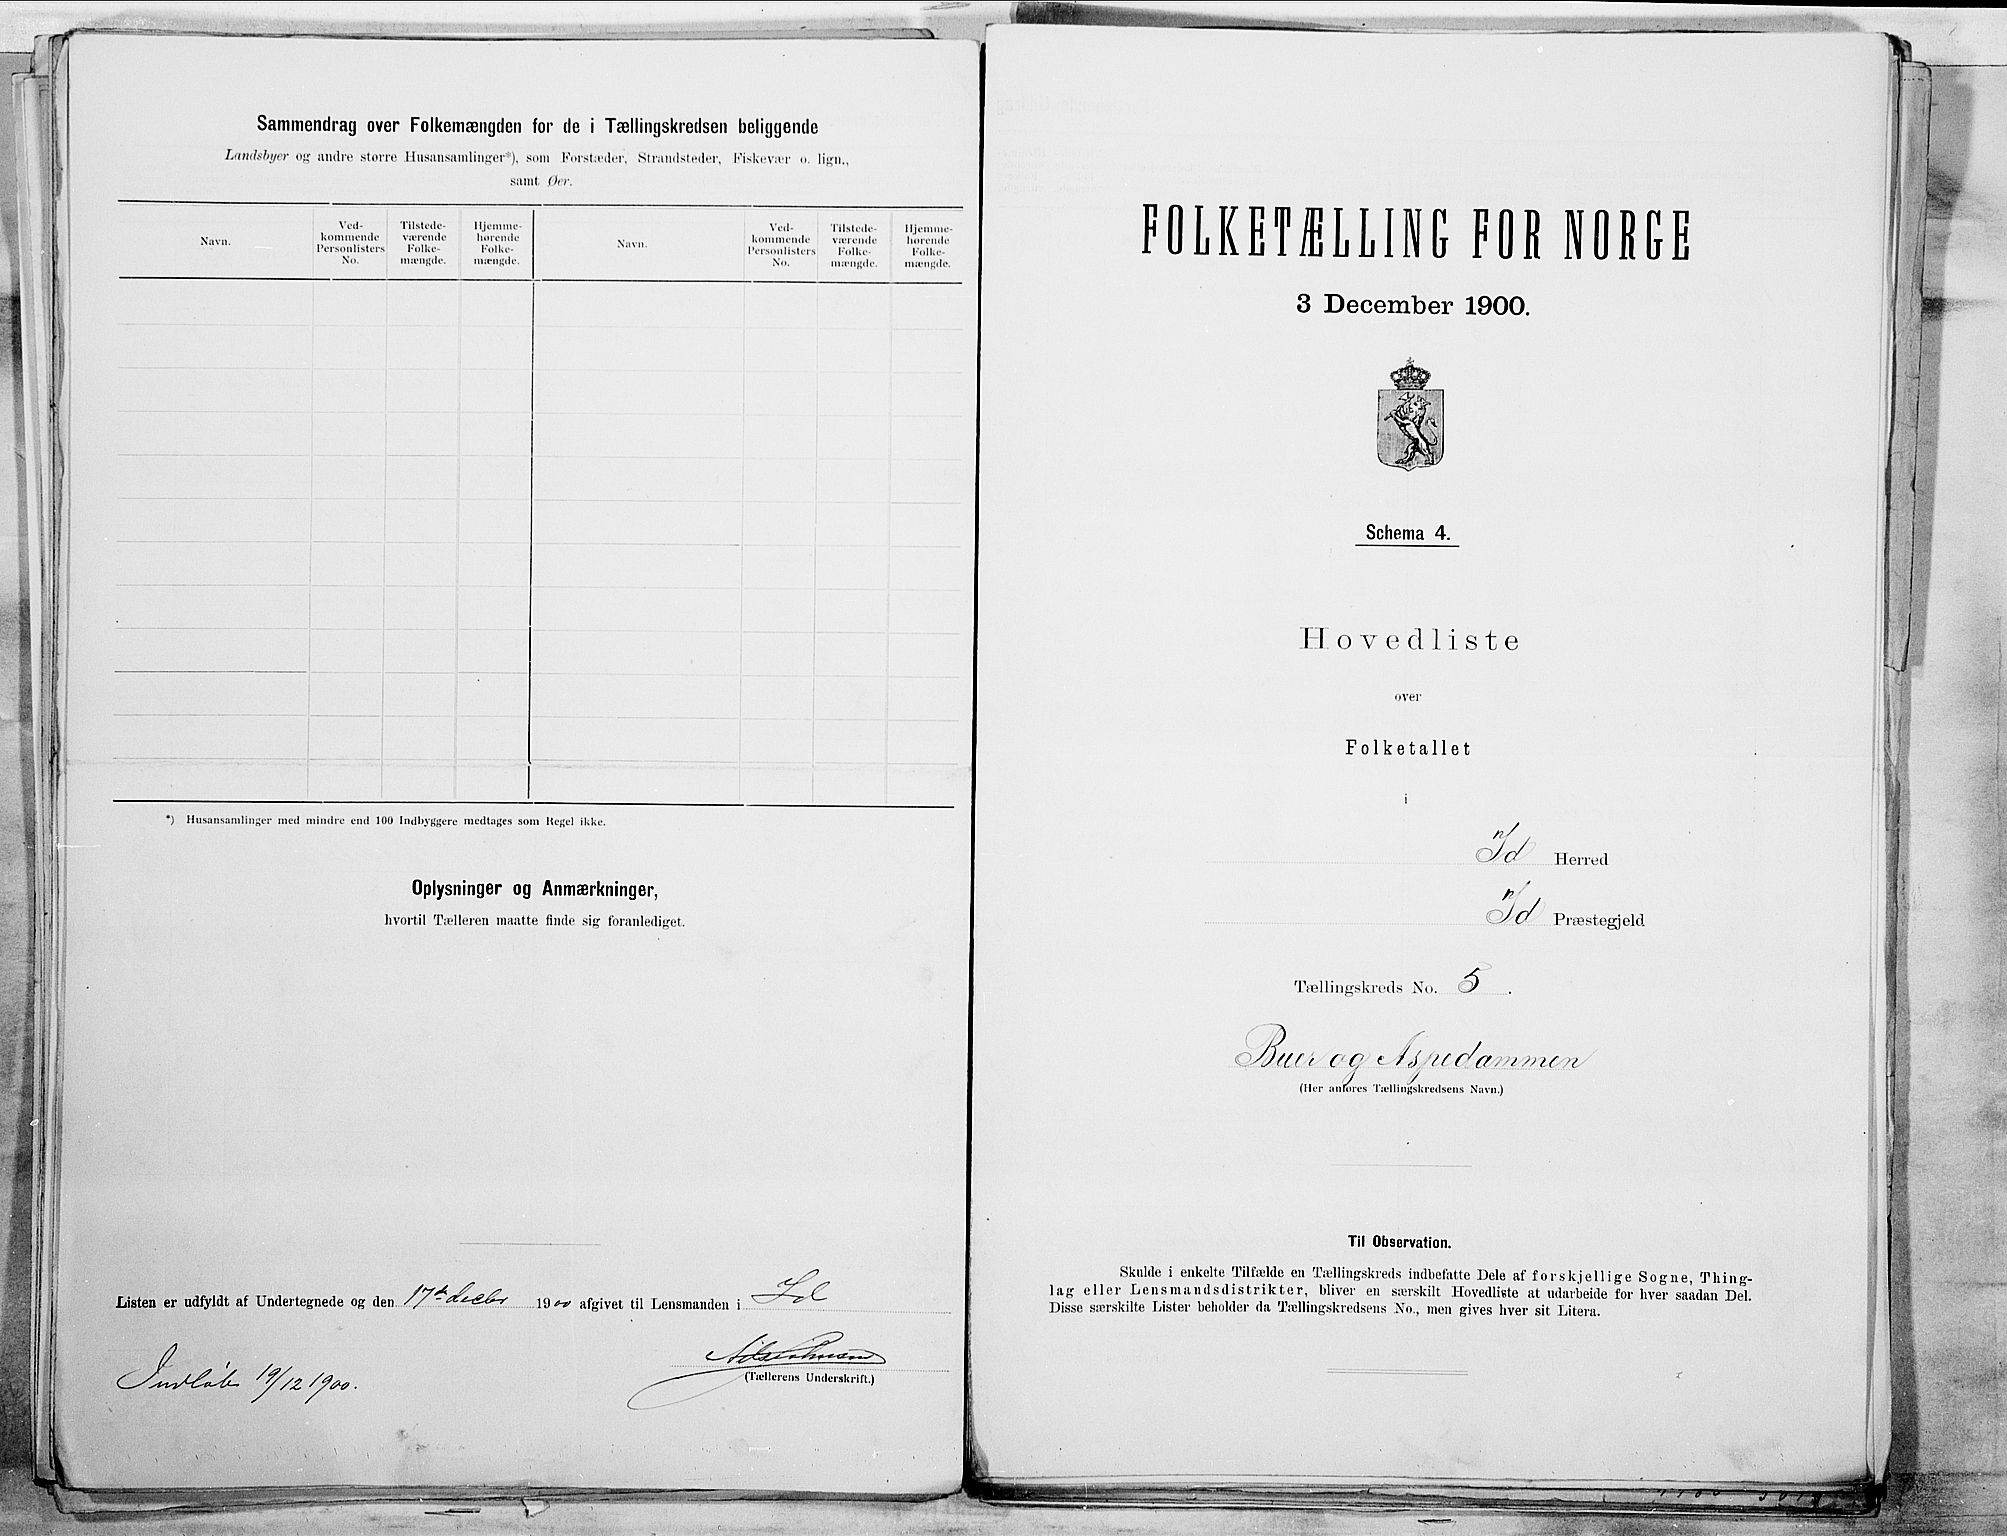 Sammendrag over Folkemængden for de i Tællingskredsen beliggende
Landsbyer og andre større Husansamlinger*), som Forstæder, Strandsteder, Fiskevær o. lign.,
samt Øer.
Navn.
Ved-
kommende
Personlisters
No.
Tilstede-
værende
Folke-
mængde.
Hjemme-
hørende
Folke-
mængde.
Navn.
Ved-
kommende
Personlisters
No.
Tilstede-
værende
Folke-
mængde.
Hjemme-
hørende
Folke-
mængde.
*) Husansamlinger med mindre end 100 Indbyggere medtages som Regel ikke.
Oplysninger og Anmærkninger,
hvortil Tælleren maatte finde sig foranlediget.
Listen er udfyldt af Undertegnede og den 17de decbr 1900 afgivet til Lensmanden i Id
(Tællerens Underskrift.)
Indløb 19/12 1900.
FOLKETÆLLING FOR NORGE
3 December 1900.
Schema 4.
Hovedliste
over
Folketallet
i
Id Herred
Id Præstegjeld
Tællingskreds No. 5.
Buer og Aspedammen
(Her anføres Tællingskredsens Navn.)
Til Observation.
Skulde i enkelte Tilfælde en Tællingskreds indbefatte Dele af forskjellige Sogne, Thing-
lag eller Lensmandsdistrikter, bliver en særskilt Hovedliste at udarbeide for hver saadan Del.
Disse særskilte Lister beholder da Tællingskredsens No., men gives hver sit Litera.